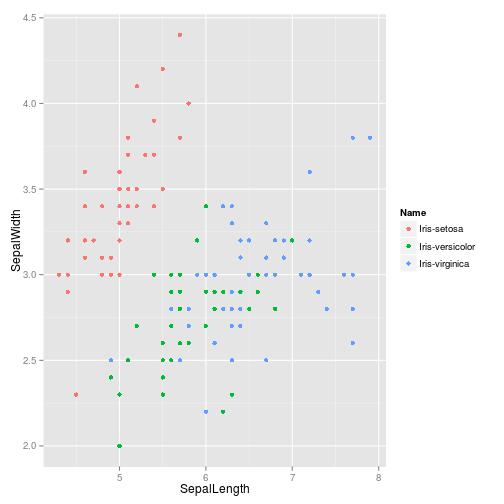 4.5
4.0
3.5
3.0
2.5
2.0
SepalWidth
5
6
7
8
SepalLength
Name
Iris-setosa
Iris-versicolor
Iris-virginica